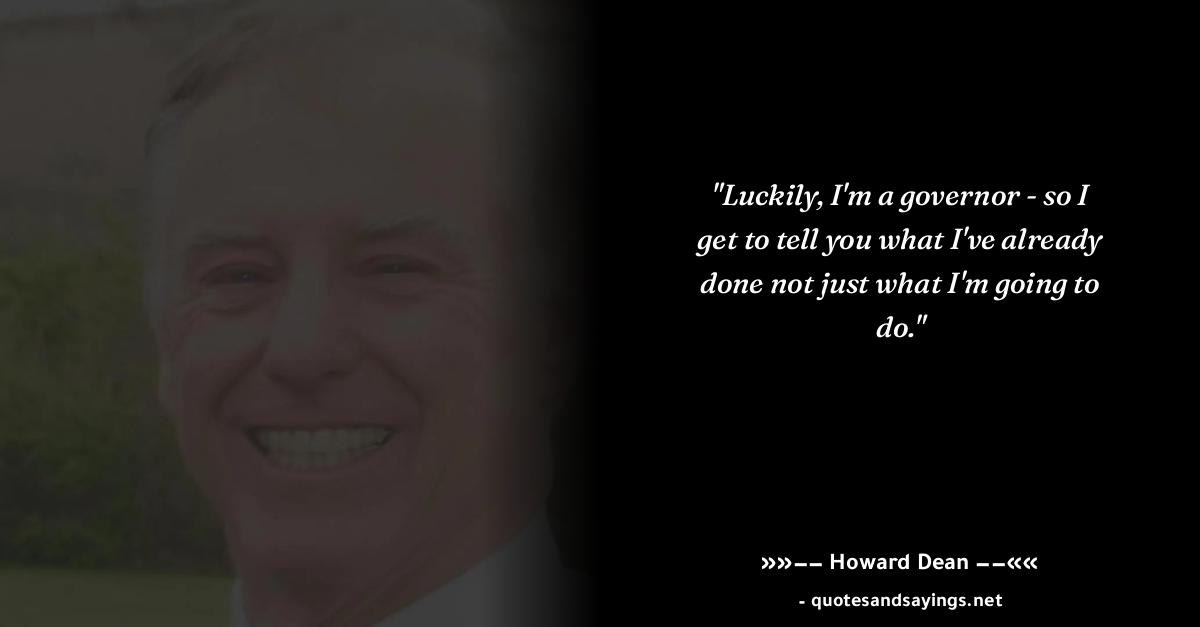 "Luckily, I'm a governor - so I
get to tell you what I've already
done not just what I'm going to
do."
»»−− Howard Dean −−««
- quotesandsayings.net